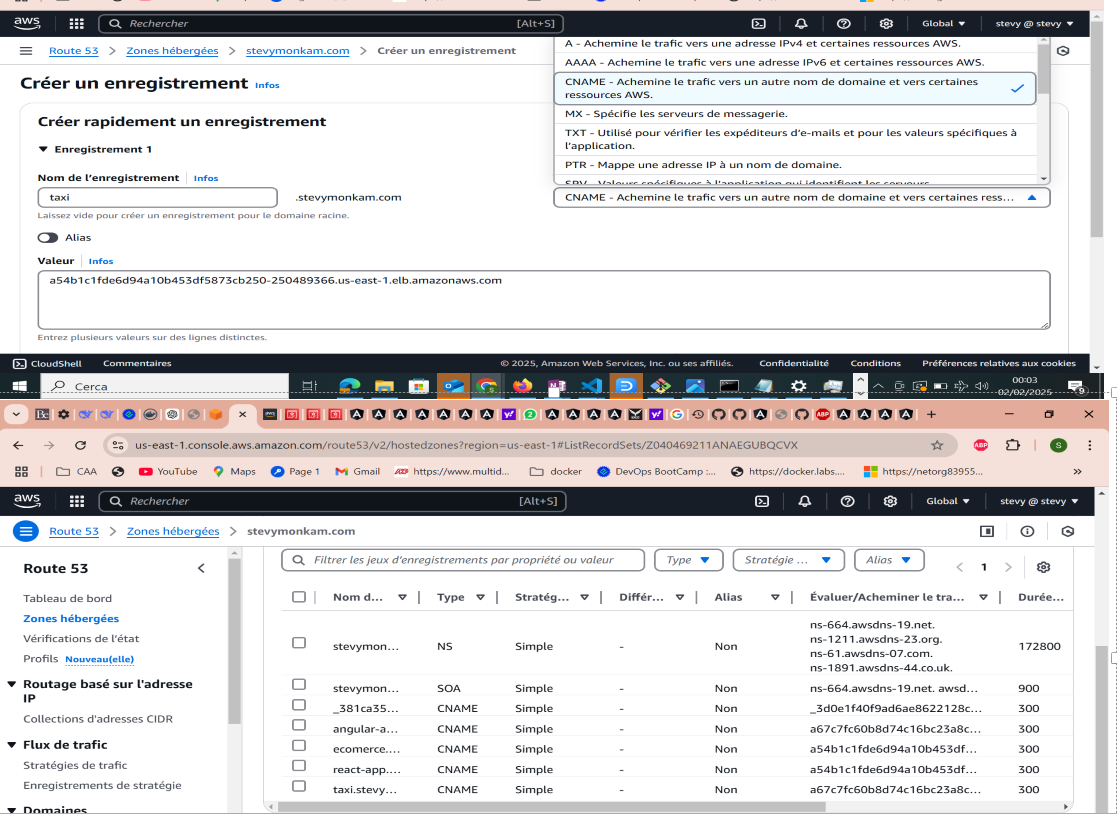 aws
Rechercher
[Alt+S]
Global
stevy @ stevy
Route 53 > Zones hébergées > stevymonkam.com > Créer un enregistrement
A - Achemine le trafic vers une adresse IPv4 et certaines ressources AWS.
AAAA - Achemine le trafic vers une adresse IPv6 et certaines ressources AWS.
CNAME - Achemine le trafic vers un autre nom de domaine et vers certaines
ressources AWS.
MX - Spécifie les serveurs de messagerie.
TXT - Utilisé pour vérifier les expéditeurs d'e-mails et pour les valeurs spécifiques à
l'application.
PTR - Mappe une adresse IP à un nom de domaine.
SRV - Valeurs spécifiques à l'application qui identifient les serveurs.
Créer un enregistrement Infos
Créer rapidement un enregistrement
Enregistrement 1
Nom de l'enregistrement Infos
taxi
.stevymonkam.com
CNAME - Achemine le trafic vers un autre nom de domaine et vers certaines ress...
Laissez vide pour créer un enregistrement pour le domaine racine.
Alias
Valeur Infos
a54b1c1fde6d94a10b453df5873cb250-250489366.us-east-1.elb.amazonaws.com
Entrez plusieurs valeurs sur des lignes distinctes.
CloudShell Commentaires © 2025, Amazon Web Services, Inc. ou ses affiliés. Confidentialité Conditions Préférences relatives aux cookies
Cerca
00:03
02/02/2025
9
us-east-1.console.aws.amazon.com/route53/v2/hostedzones?region=us-east-1#ListRecordSets/Z040469211ANAEGUBQCVX
ABP
S
CAA YouTube Maps Page 1 Gmail https://www.multid... docker DevOps BootCamp :... https://docker.labs.... https://netorg83955... »
aws
Rechercher
[Alt+S]
Global
stevy @ stevy
Route 53 > Zones hébergées > stevymonkam.com
Route 53
Tableau de bord
Zones hébergées
Vérifications de l'état
Profils Nouveau(elle)
Routage basé sur l'adresse
IP
Collections d'adresses CIDR
Flux de trafic
Stratégies de trafic
Enregistrements de stratégie
Domaines
Filtrer les jeux d'enregistrements par propriété ou valeur
Type
Stratégie ...
Alias
1
Nom d... Type Stratég... Différ... Alias Évaluer/Acheminer le tra... Durée...
stevymon... NS Simple - Non ns-664.awsdns-19.net. 172800
ns-1211.awsdns-23.org.
ns-61.awsdns-07.com.
ns-1891.awsdns-44.co.uk.
stevymon... SOA Simple - Non ns-664.awsdns-19.net. awsd... 900
_381ca35... CNAME Simple - Non _3d0e1f40f9ad6ae8622128c... 300
angular-a... CNAME Simple - Non a67c7fc60b8d74c16bc23a8c... 300
ecomerce.... CNAME Simple - Non a54b1c1fde6d94a10b453df... 300
react-app.... CNAME Simple - Non a54b1c1fde6d94a10b453df... 300
taxi.stevy... CNAME Simple - Non a67c7fc60b8d74c16bc23a8c... 300